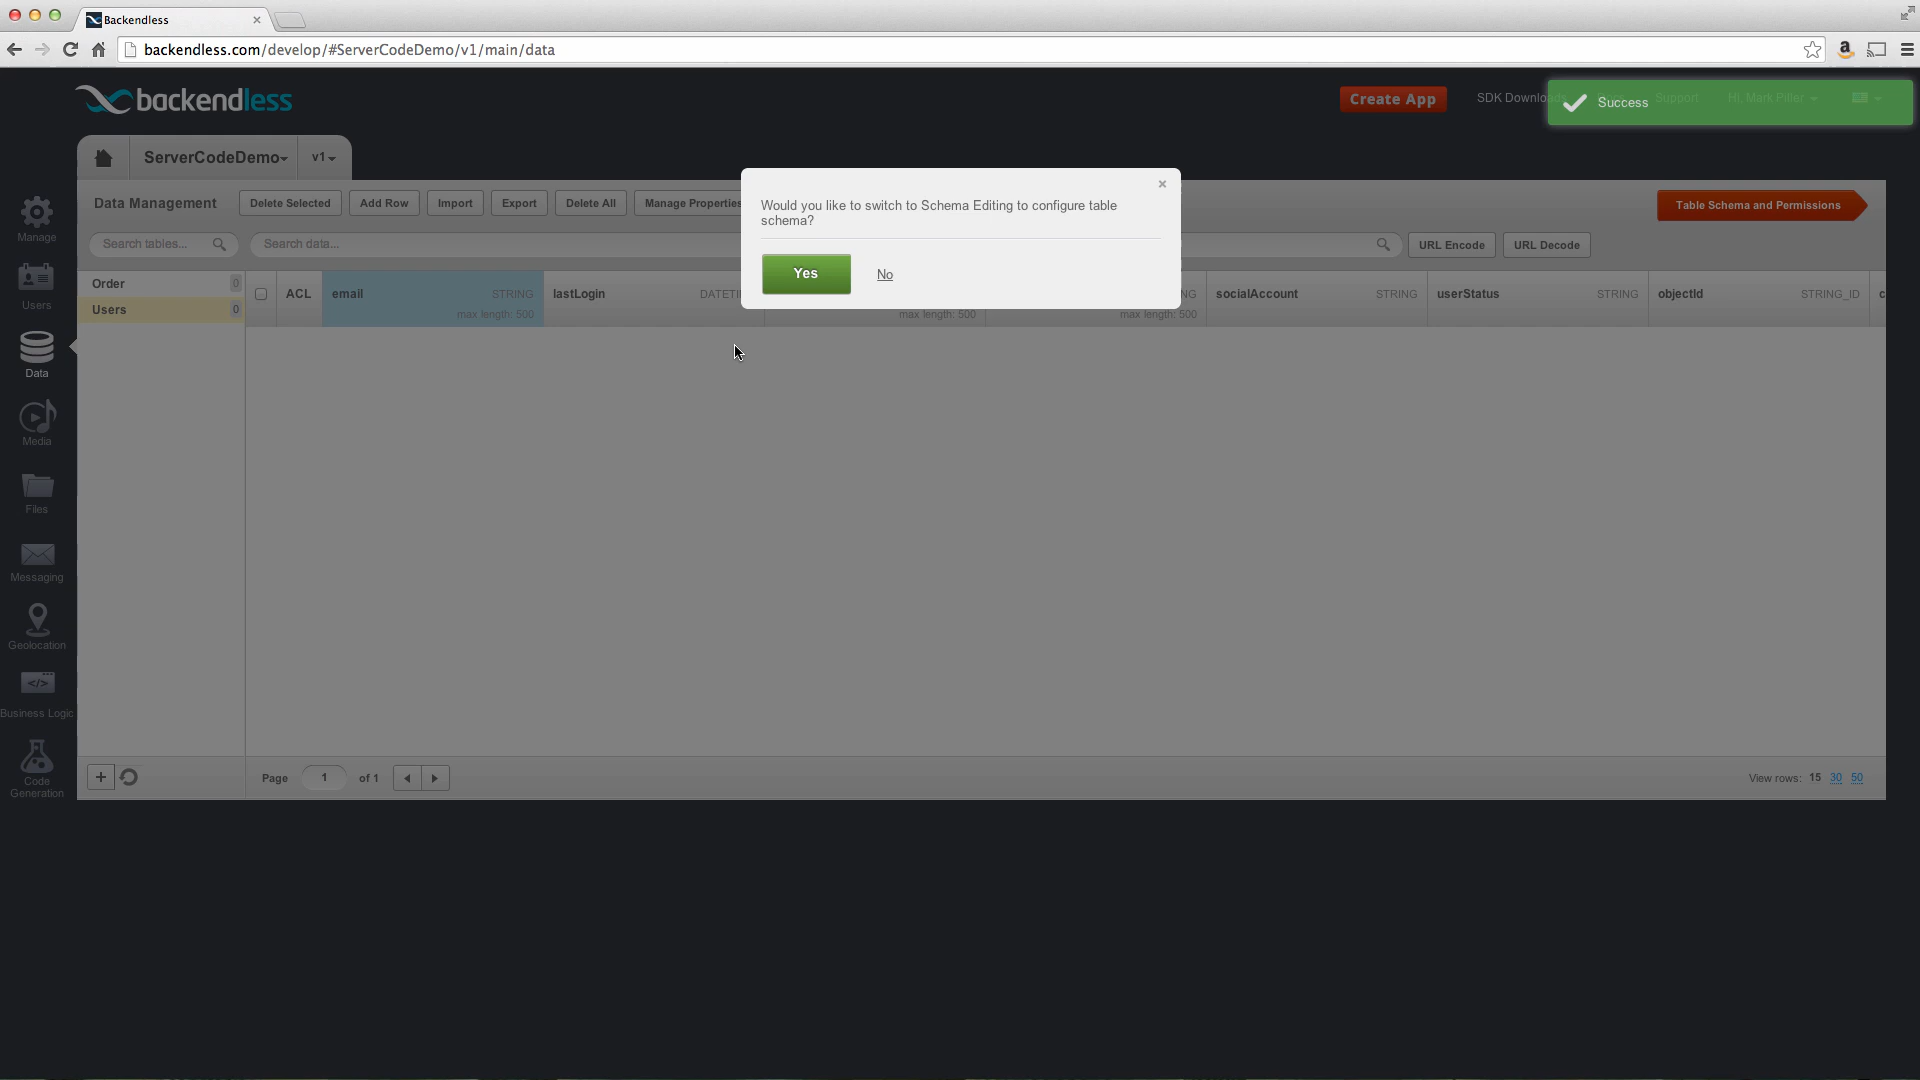 Backendless
backendless.com/develop/#ServerCodeDemo/v1/main/data
backendless
Create App
SDK Downloads
Support
Hi, Mark Piller
Success
ServerCodeDemo
v1
Data Management
Delete Selected
Add Row
Import
Export
Delete All
Manage Properties
Table Schema and Permissions
Would you like to switch to Schema Editing to configure table
schema?
Yes
No
Search tables...
Search data...
URL Encode
URL Decode
Order 0
Users 0
ACL
email STRING
max length: 500
lastLogin
max length: 500
max length: 500
socialAccount STRING
userStatus STRING
objectId STRING_ID
Manage
Users
Data
Media
Files
Messaging
Geolocation
Business Logic
Code
Generation
Page 1 of 1
View rows: 15 30 50